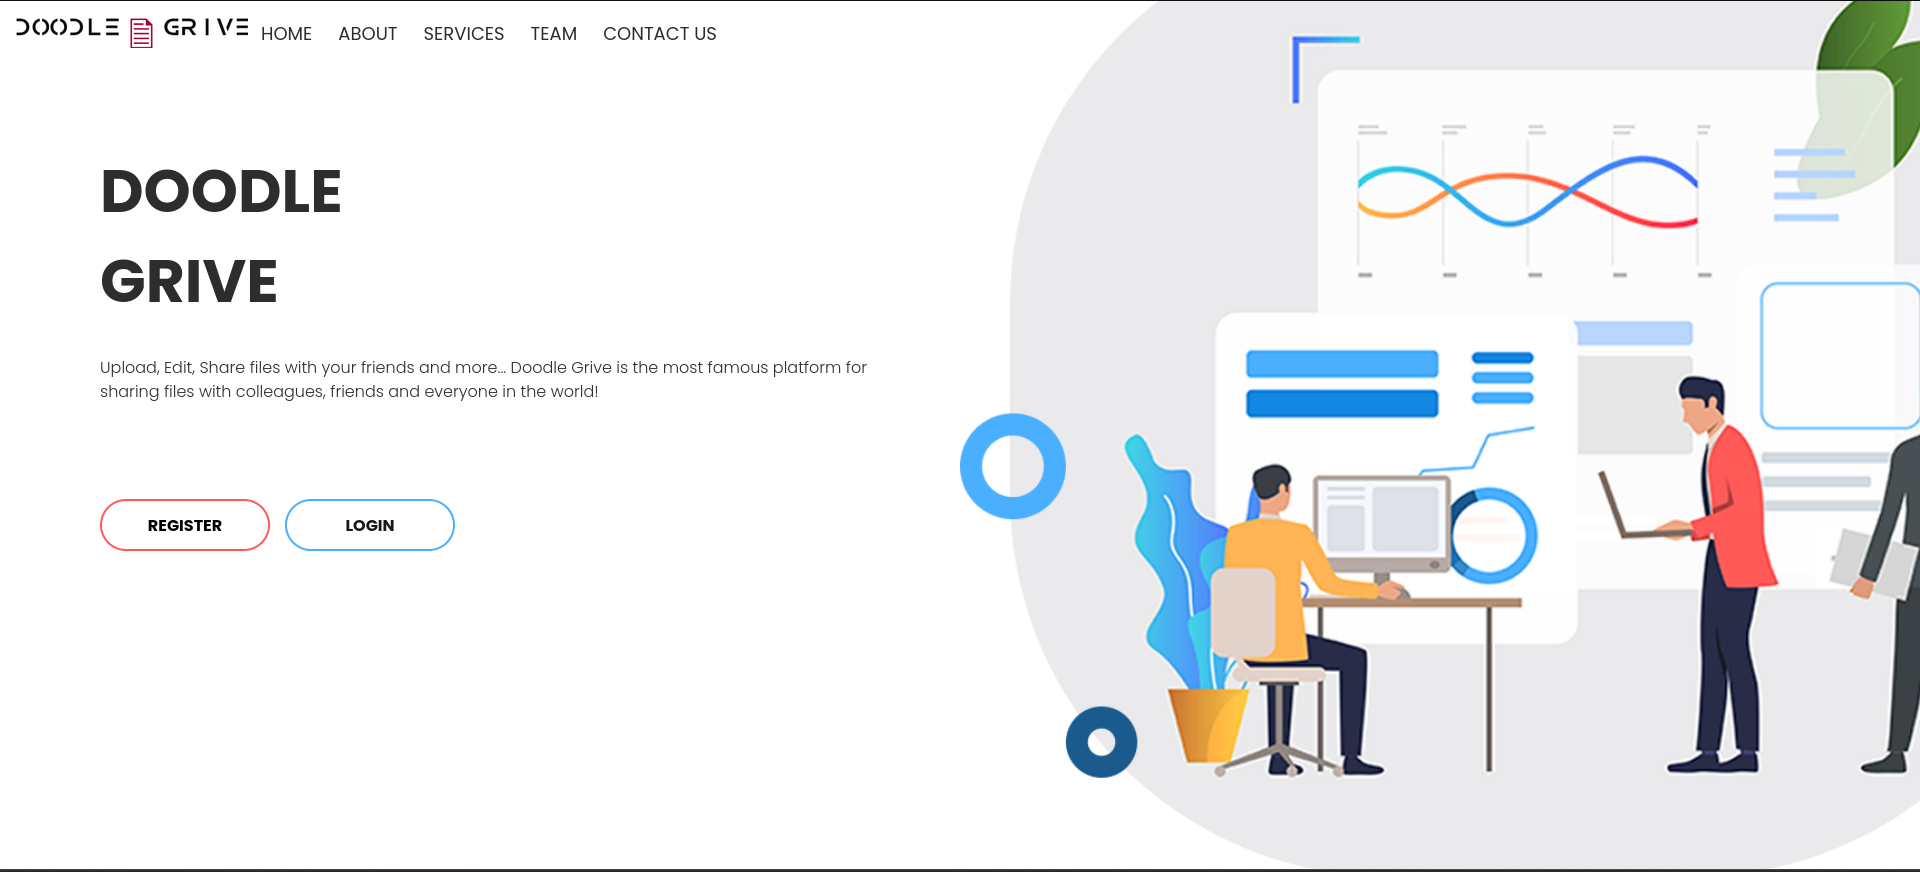 DOODLE GRIVE HOME ABOUT SERVICES TEAM CONTACT US
DOODLE
GRIVE
Upload, Edit, Share files with your friends and more... Doodle Grive is the most famous platform for
sharing files with colleagues, friends and everyone in the world!
REGISTER LOGIN